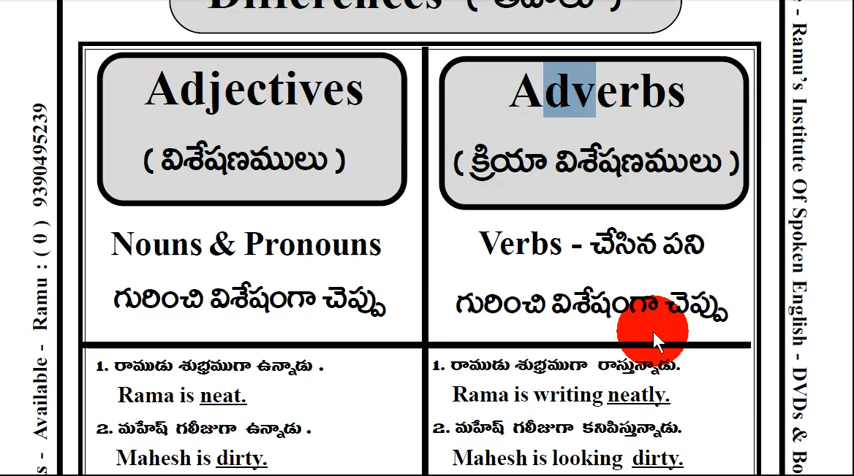 Differences ( తేడాలు )
Adjectives
( విశేషణములు )
Nouns & Pronouns
గురించి విశేషంగా చెప్పు
1. రాముడు శుభ్రముగా ఉన్నాడు .
Rama is neat.
2. మహేష్ గలీజుగా ఉన్నాడు .
Mahesh is dirty.
Adverbs
( క్రియా విశేషణములు )
Verbs - చేసిన పని
గురించి విశేషంగా చెప్పు
1. రాముడు శుభ్రముగా రాస్తున్నాడు.
Rama is writing neatly.
2. మహేష్ గలీజుగా కనిపిస్తున్నాడు.
Mahesh is looking dirty.
s - Available - Ramu : ( 0 ) 9390495239
e - Ramu's Institute Of Spoken English - DVDs & Bo